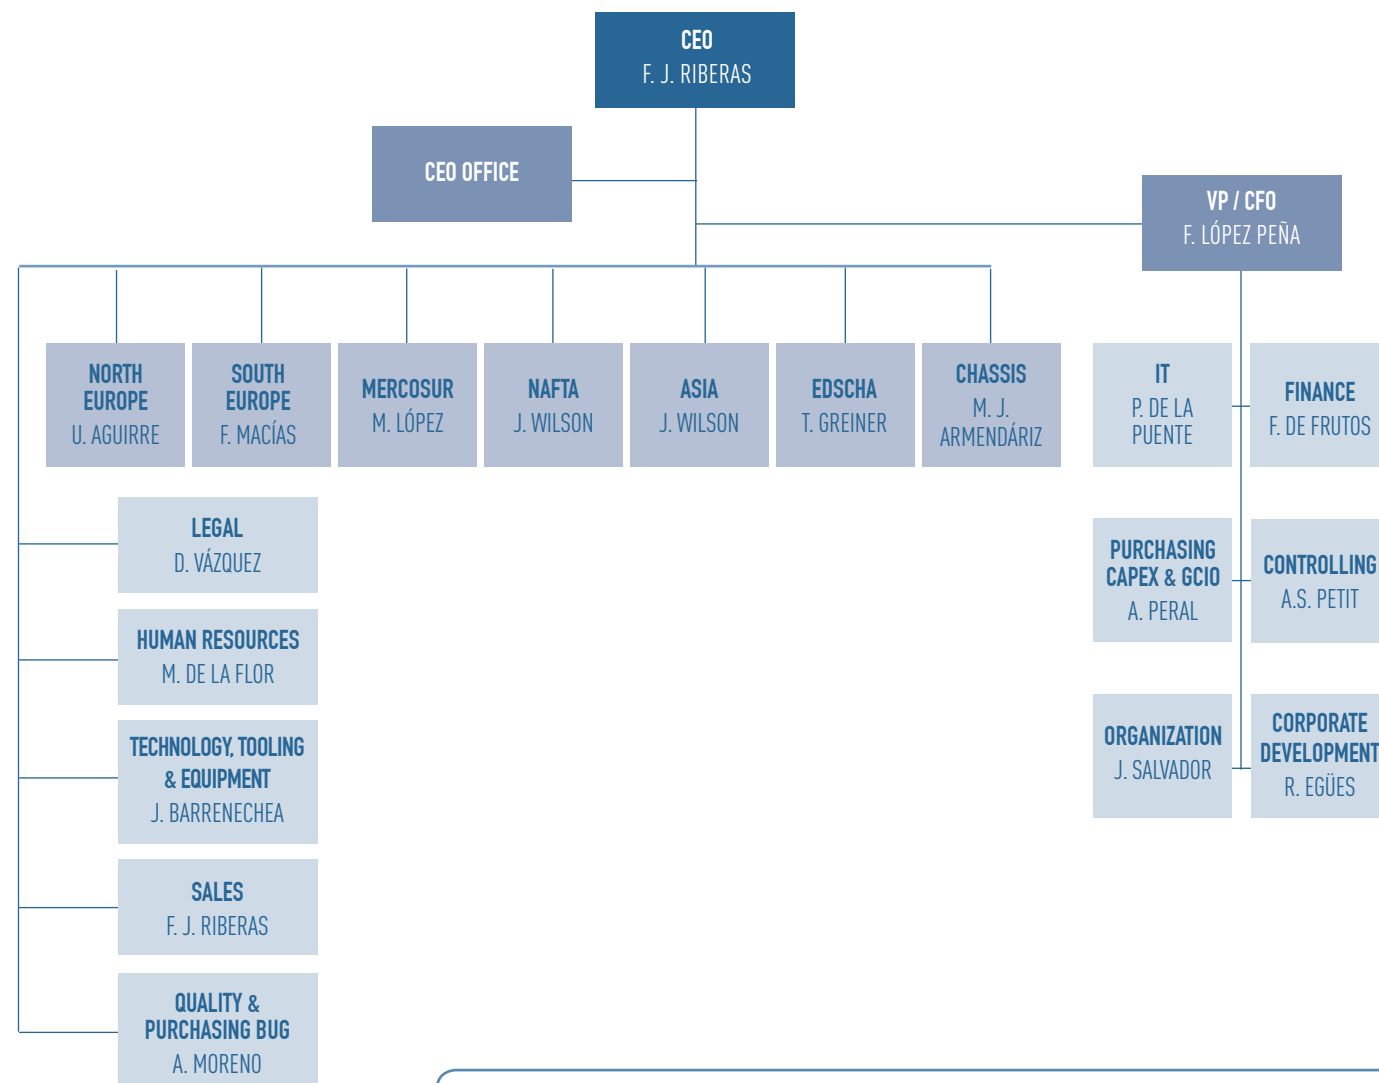 CEO
F. J. RIBERAS
CEO OFFICE
VP / CFO
F. LÓPEZ PEÑA
NORTH
EUROPE
U. AGUIRRE
SOUTH
EUROPE
F. MACÍAS
MERCOSUR
M. LÓPEZ
NAFTA
J. WILSON
ASIA
J. WILSON
EDSCHA
T. GREINER
CHASSIS
M. J.
ARMENDÁRIZ
IT
P. DE LA
PUENTE
FINANCE
F. DE FRUTOS
LEGAL
D. VÁZQUEZ
HUMAN RESOURCES
M. DE LA FLOR
TECHNOLOGY, TOOLING
& EQUIPMENT
J. BARRENECHEA
SALES
F. J. RIBERAS
QUALITY &
PURCHASING BUG
A. MORENO
PURCHASING
CAPEX & GCIO
A. PERAL
CONTROLLING
A.S. PETIT
ORGANIZATION
J. SALVADOR
CORPORATE
DEVELOPMENT
R. EGÜES